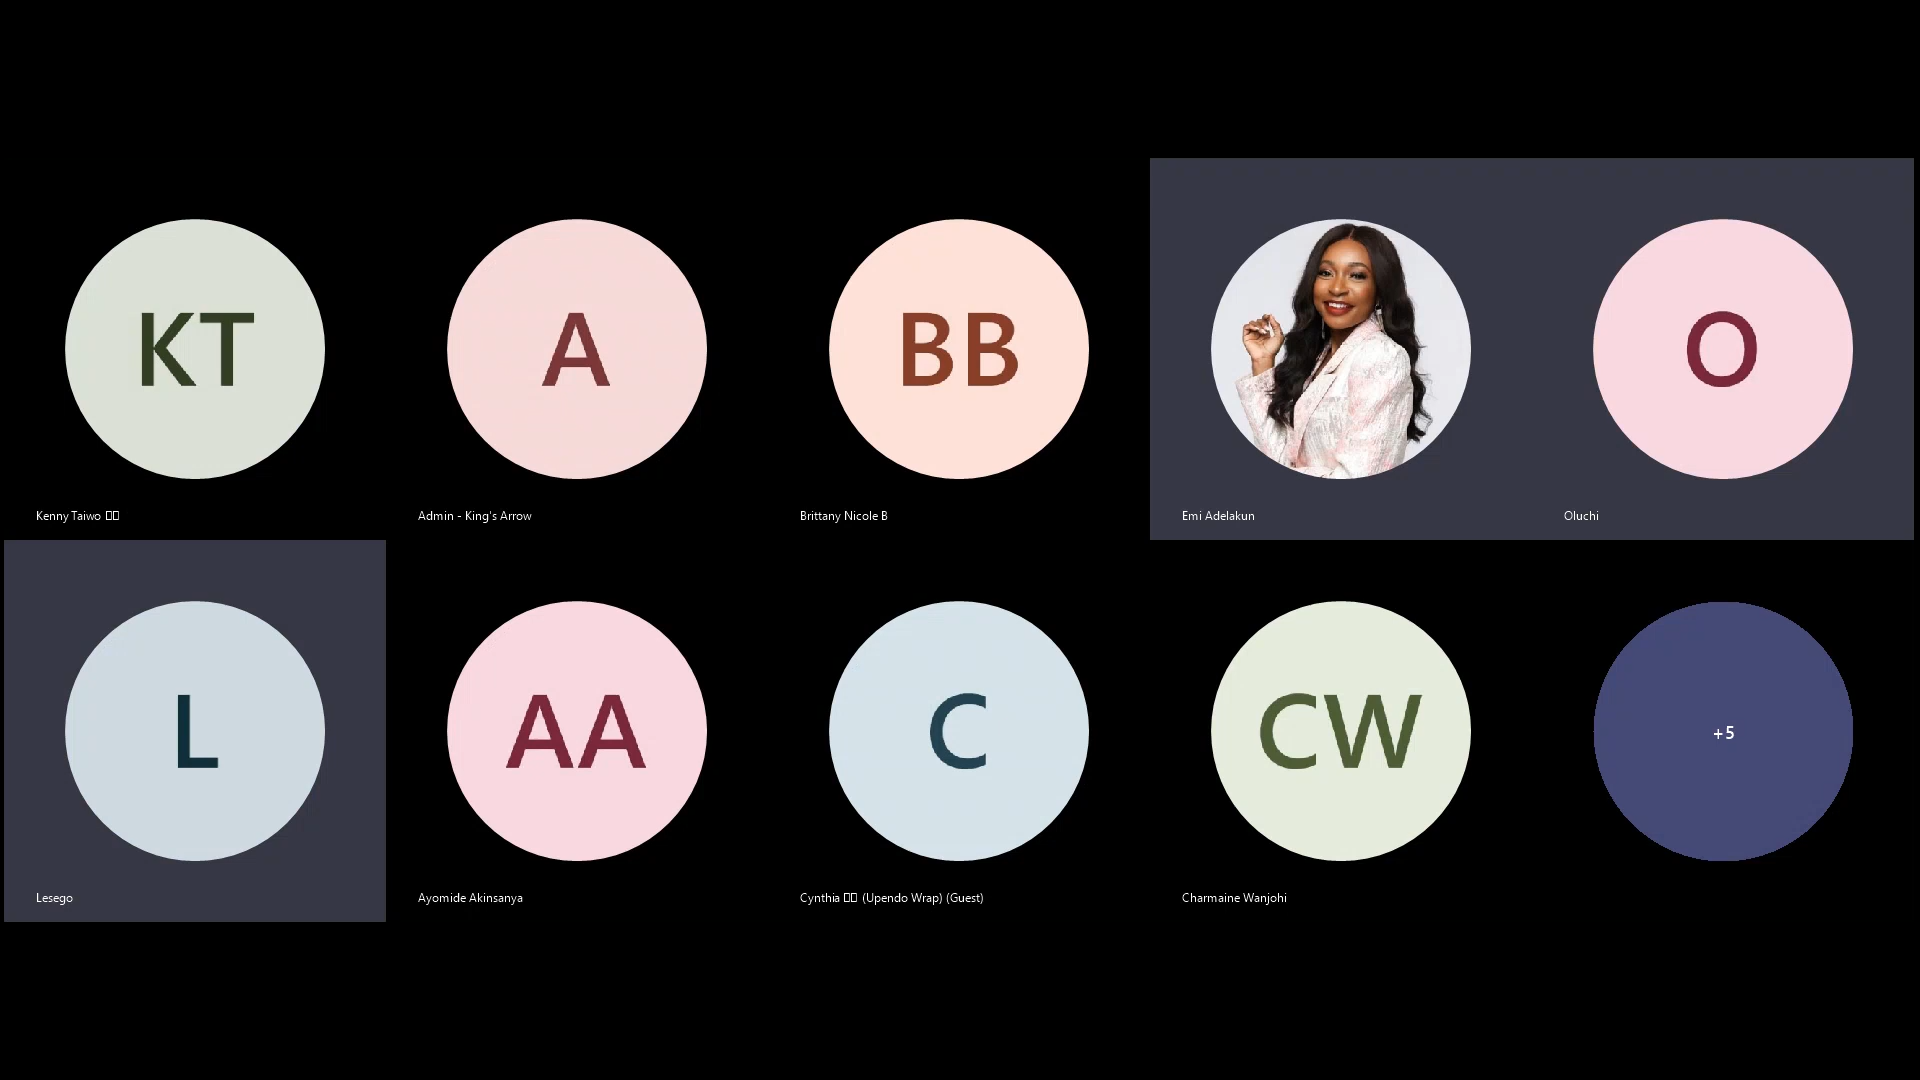 KT
A
BB
O
Kenny Taiwo
Admin - King's Arrow
Brittany Nicole B
Emi Adelakun
Oluchi
L
AA
C
CW
+5
Lesego
Ayomide Akinsanya
Cynthia (Upendo Wrap) (Guest)
Charmaine Wanjohi